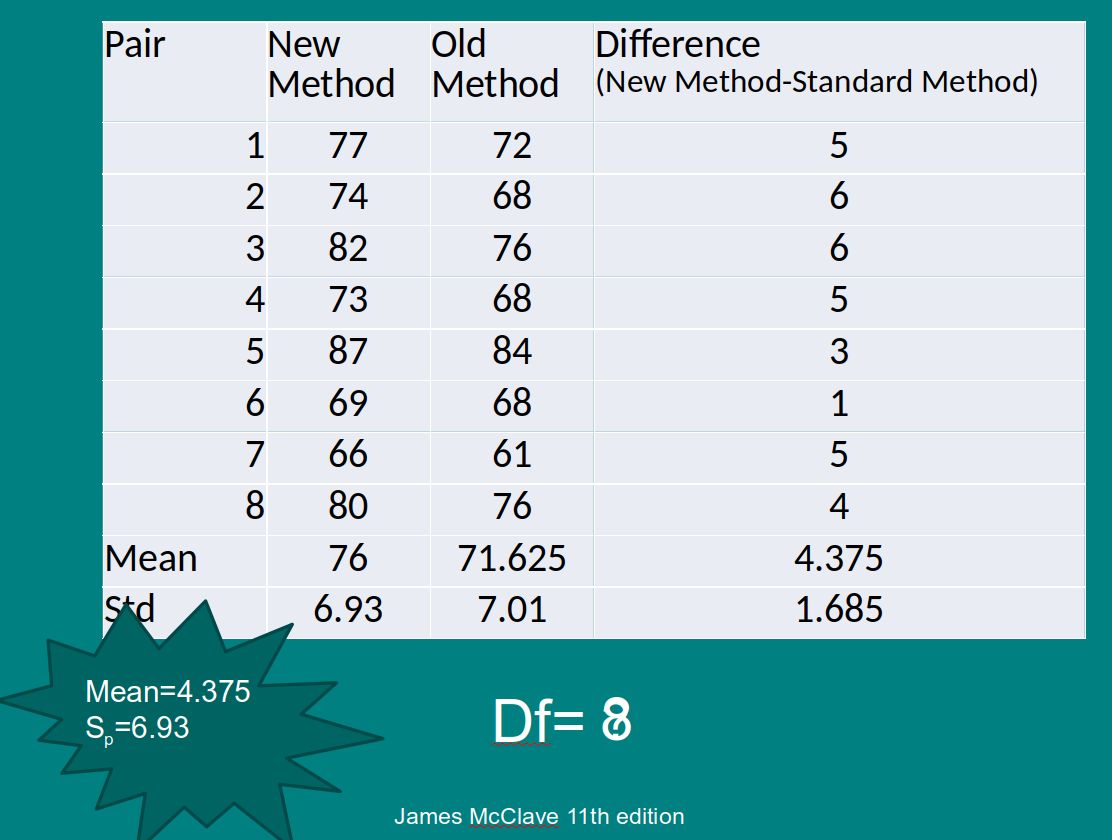 Pair New Method Old Method Difference (New Method-Standard Method)
1 77 72 5
2 74 68 6
3 82 76 6
4 73 68 5
5 87 84 3
6 69 68 1
7 66 61 5
8 80 76 4
Mean 76 71.625 4.375
Std 6.93 7.01 1.685
Mean=4.375
Sp=6.93
Df=
James McClave 11th edition